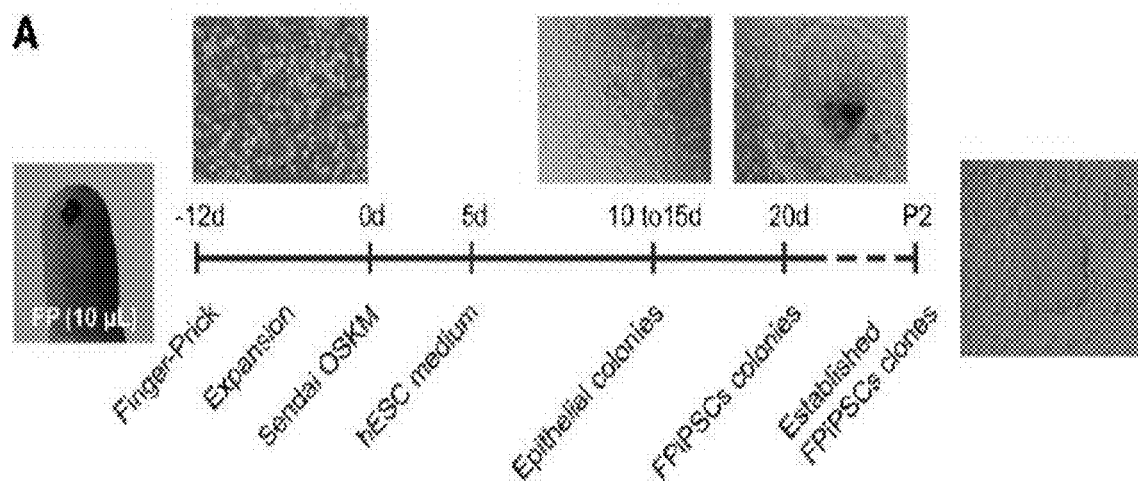 A
-12d 0d 5d 10 to15d 20d P2
FP (10 µL)
Finger-Prick
Expansion
Sendai OSKM
hESC medium
Epithelial colonies
FPiPSCs colonies
Established
FPiPSCs clones